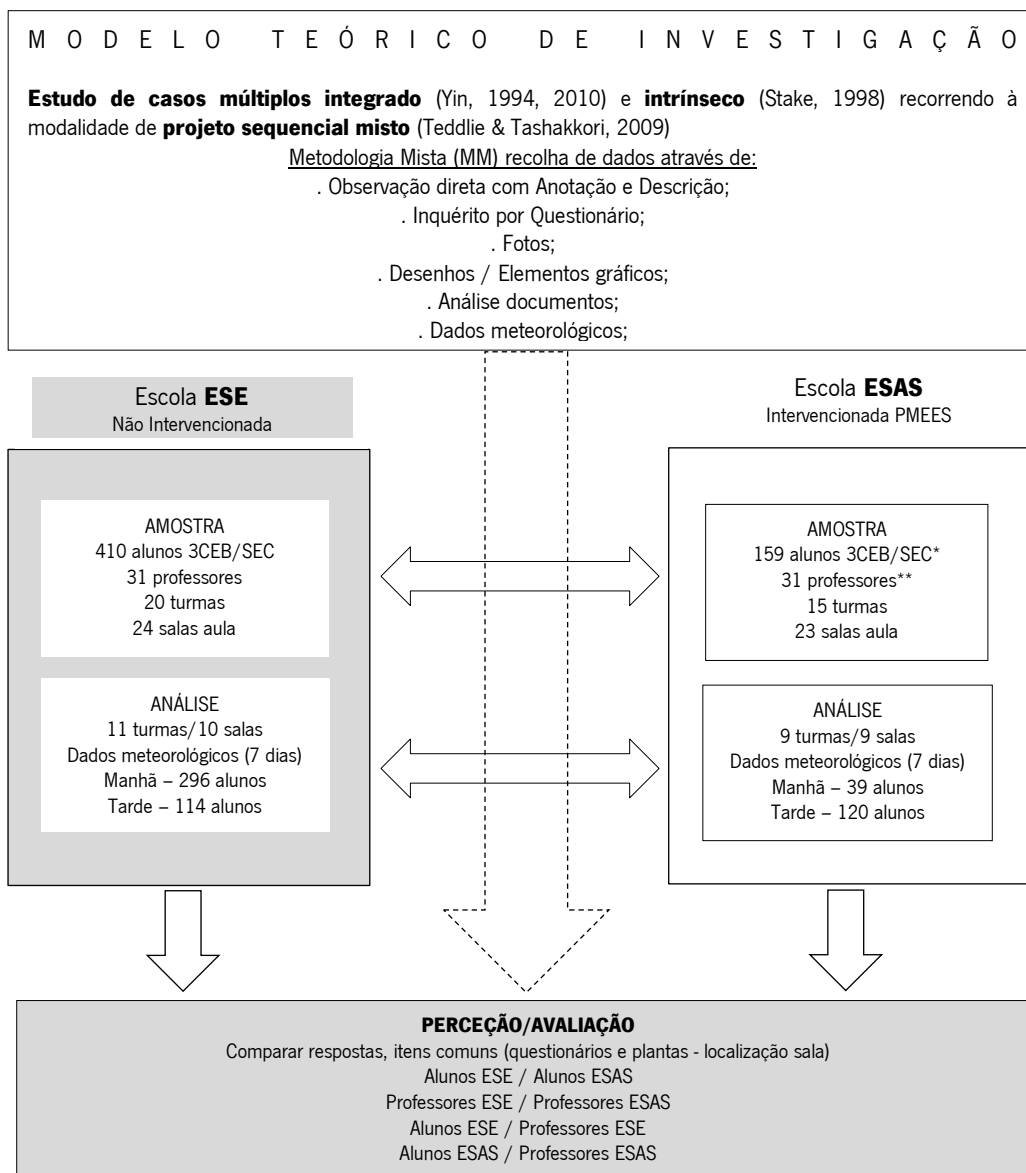 MODELO TEÓRICO DE INVESTIGAÇÃO
Estudo de casos múltiplos integrado (Yin, 1994, 2010) e intrínseco (Stake, 1998) recorrendo à
modalidade de projeto sequencial misto (Teddlie & Tashakkori, 2009)
Metodologia Mista (MM) recolha de dados através de:
. Observação direta com Anotação e Descrição;
. Inquérito por Questionário;
. Fotos;
. Desenhos / Elementos gráficos;
. Análise documentos;
. Dados meteorológicos;
Escola ESE
Não Intervencionada
AMOSTRA
410 alunos 3CEB/SEC
31 professores
20 turmas
24 salas aula
ANÁLISE
11 turmas/10 salas
Dados meteorológicos (7 dias)
Manhã – 296 alunos
Tarde – 114 alunos
Escola ESAS
Intervencionada PMEES
AMOSTRA
159 alunos 3CEB/SEC*
31 professores**
15 turmas
23 salas aula
ANÁLISE
9 turmas/9 salas
Dados meteorológicos (7 dias)
Manhã – 39 alunos
Tarde – 120 alunos
PERCEÇÃO/AVALIAÇÃO
Comparar respostas, itens comuns (questionários e plantas - localização sala)
Alunos ESE / Alunos ESAS
Professores ESE / Professores ESAS
Alunos ESE / Professores ESE
Alunos ESAS / Professores ESAS